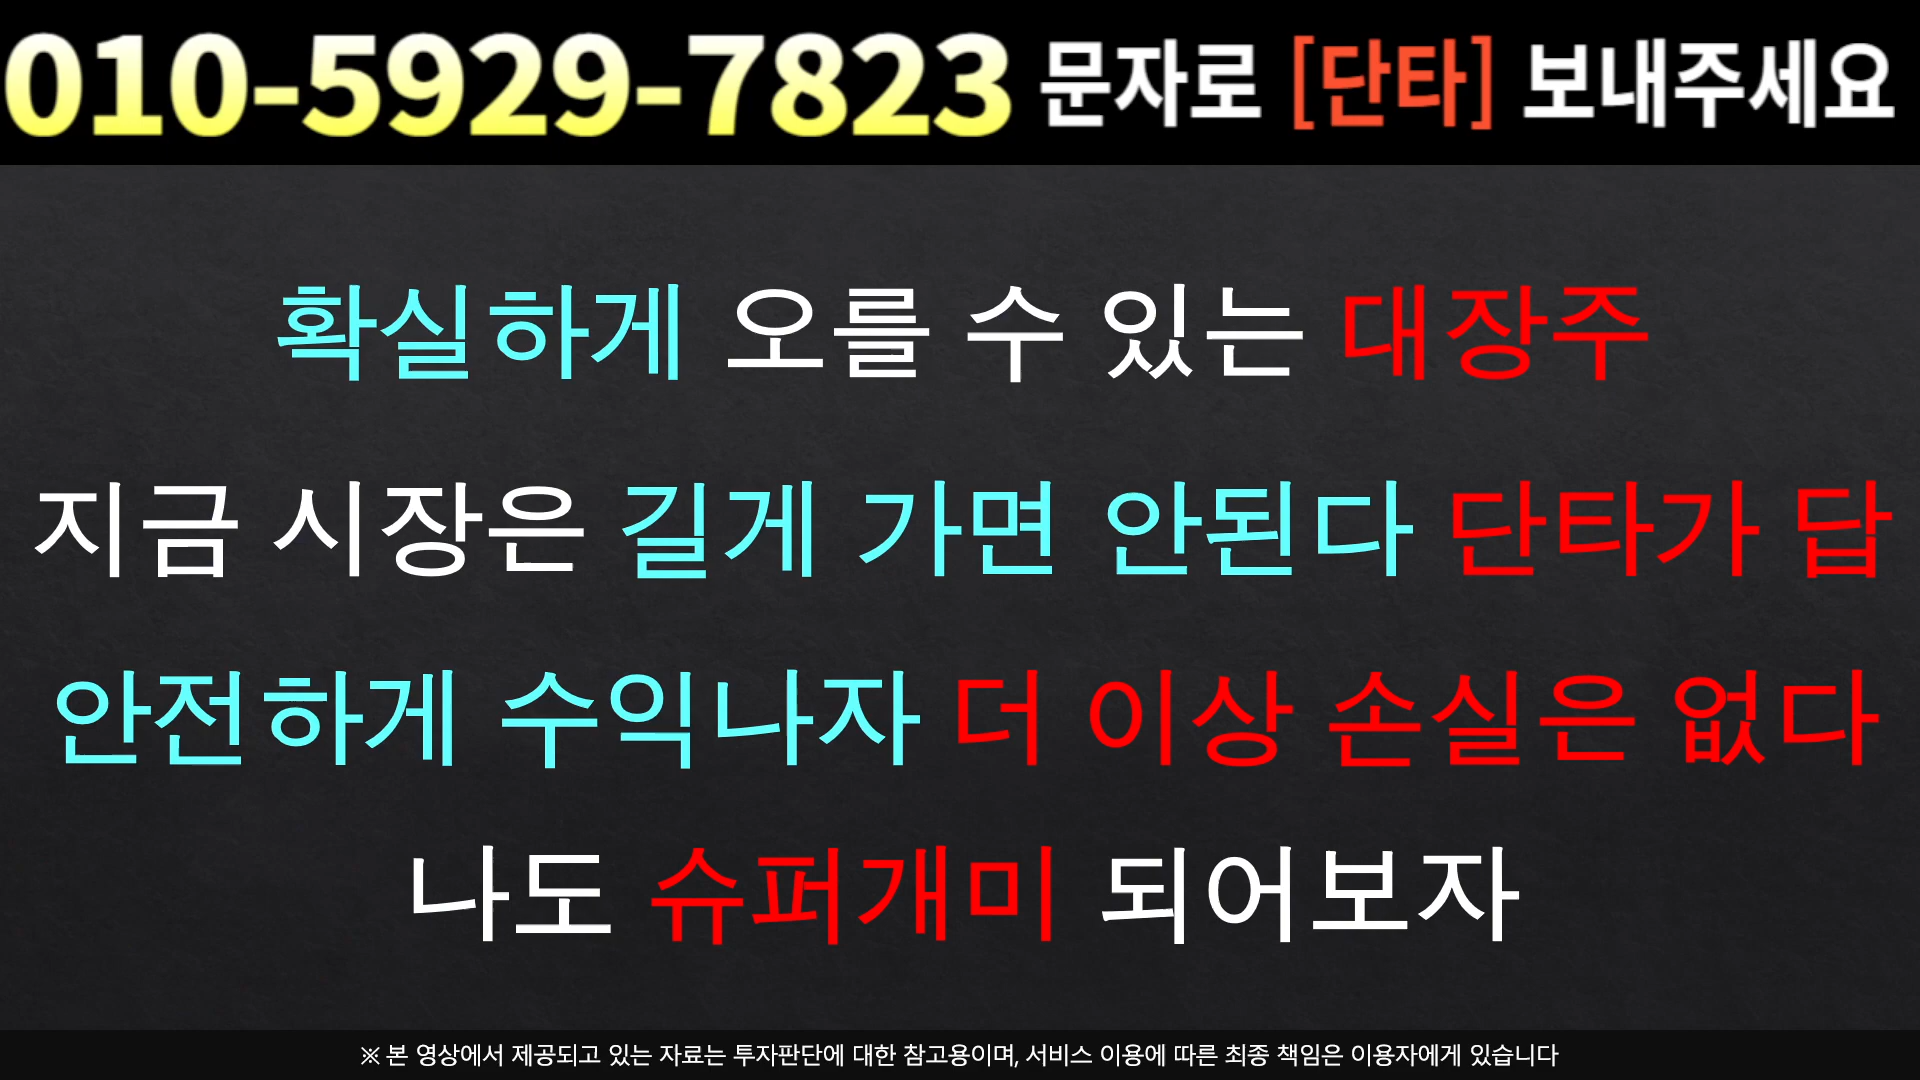 010-5929-7823 문자로 [단타] 보내주세요
확실하게 오를 수 있는 대장주
지금 시장은 길게 가면 안된다 단타가 답
안전하게 수익나자 더 이상 손실은 없다
나도 슈퍼개미 되어보자
※ 본 영상에서 제공되고 있는 자료는 투자판단에 대한 참고용이며, 서비스 이용에 따른 최종 책임은 이용자에게 있습니다